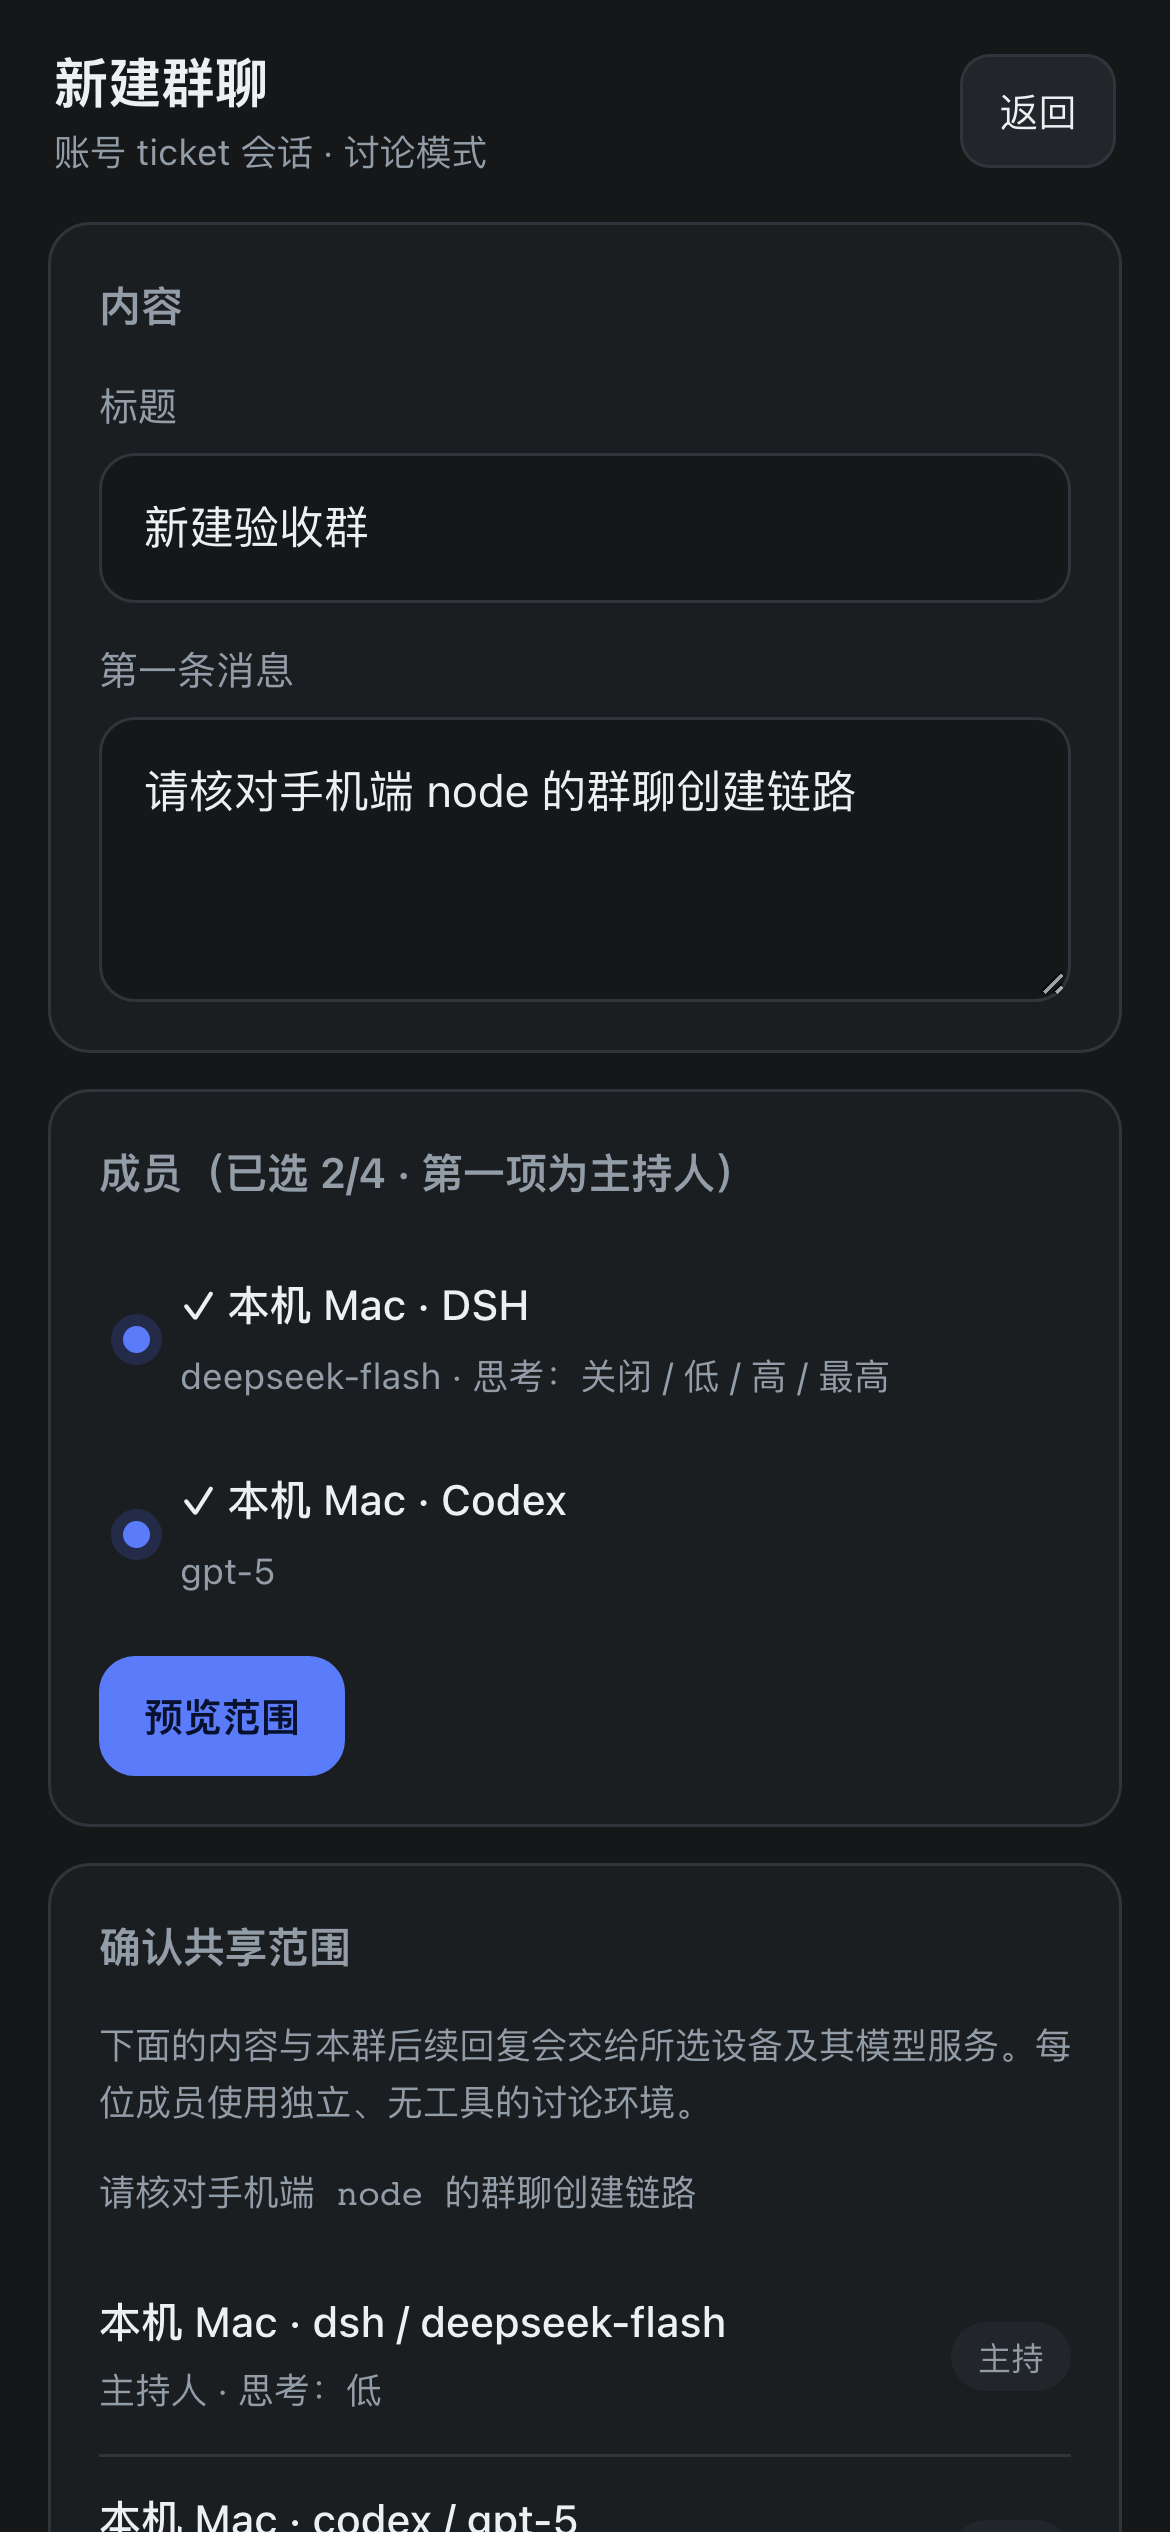 新建群聊
账号 ticket 会话 · 讨论模式
返回
内容
标题
新建验收群
第一条消息
请核对手机端 node 的群聊创建链路
成员（已选 2/4 · 第一项为主持人）
✓ 本机 Mac · DSH
deepseek-flash · 思考：关闭 / 低 / 高 / 最高
✓ 本机 Mac · Codex
gpt-5
预览范围
确认共享范围
下面的内容与本群后续回复会交给所选设备及其模型服务。每
位成员使用独立、无工具的讨论环境。
请核对手机端 node 的群聊创建链路
本机 Mac · dsh / deepseek-flash
主持人 · 思考：低
主持
本机 Mac · codex / gpt-5